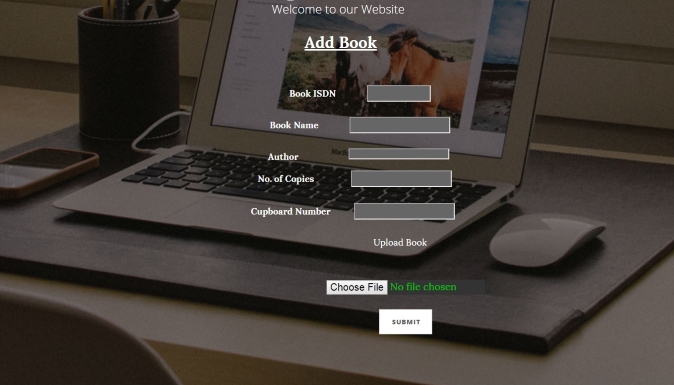 Welcome to our Website
Add Book
Book ISDN
Book Name
Author
No. of Copies
Cupboard Number
Upload Book
Choose File No file chosen
SUBMIT